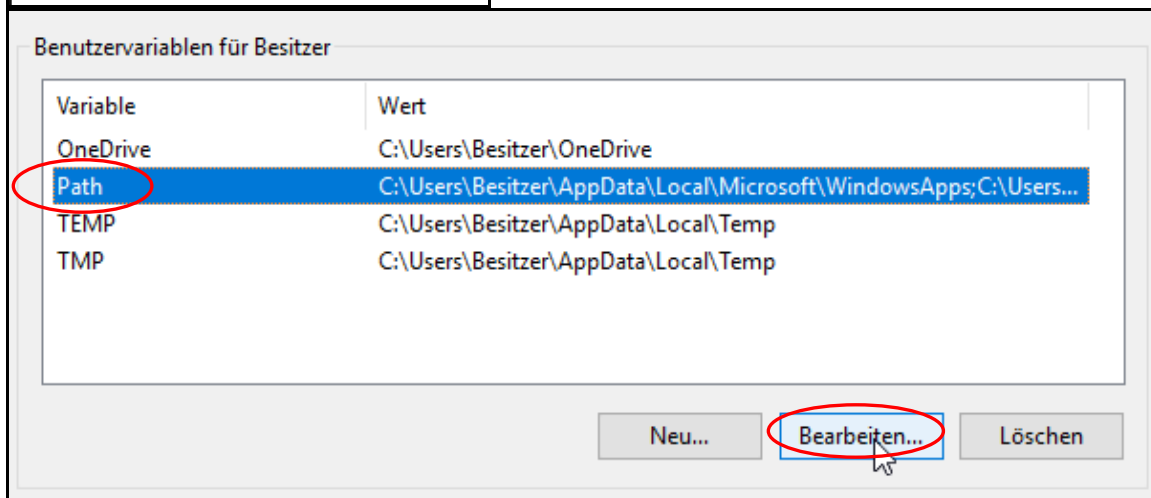 Benutzervariablen für Besitzer
Variable Wert
OneDrive C:\Users\Besitzer\OneDrive
Path C:\Users\Besitzer\AppData\Local\Microsoft\WindowsApps;C:\Users...
TEMP C:\Users\Besitzer\AppData\Local\Temp
TMP C:\Users\Besitzer\AppData\Local\Temp
Neu... Bearbeiten... Löschen